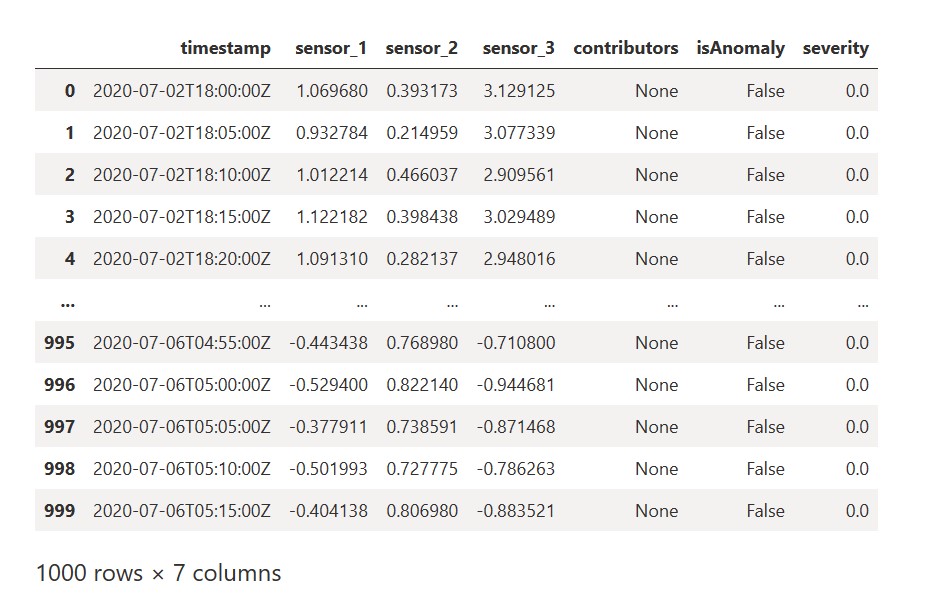 timestamp sensor_1 sensor_2 sensor_3 contributors isAnomaly severity
0 2020-07-02T18:00:00Z 1.069680 0.393173 3.129125 None False 0.0
1 2020-07-02T18:05:00Z 0.932784 0.214959 3.077339 None False 0.0
2 2020-07-02T18:10:00Z 1.012214 0.466037 2.909561 None False 0.0
3 2020-07-02T18:15:00Z 1.122182 0.398438 3.029489 None False 0.0
4 2020-07-02T18:20:00Z 1.091310 0.282137 2.948016 None False 0.0
... ... ... ... ... ... ... ...
995 2020-07-06T04:55:00Z -0.443438 0.768980 -0.710800 None False 0.0
996 2020-07-06T05:00:00Z -0.529400 0.822140 -0.944681 None False 0.0
997 2020-07-06T05:05:00Z -0.377911 0.738591 -0.871468 None False 0.0
998 2020-07-06T05:10:00Z -0.501993 0.727775 -0.786263 None False 0.0
999 2020-07-06T05:15:00Z -0.404138 0.806980 -0.883521 None False 0.0
1000 rows × 7 columns